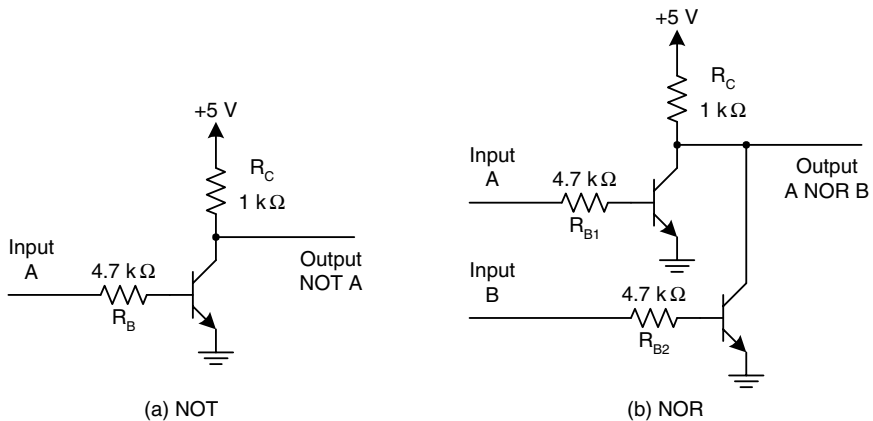 +5 V
R_C
1 kΩ
Input
A
4.7 kΩ
R_B
Output
NOT A
(a) NOT
+5 V
R_C
1 kΩ
Input
A
4.7 kΩ
R_B1
Output
A NOR B
Input
B
4.7 kΩ
R_B2
(b) NOR